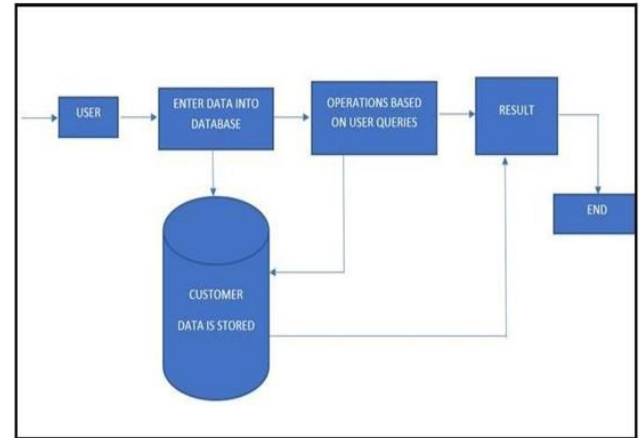 USER
ENTER DATA INTO
DATABASE
OPERATIONS BASED
ON USER QUERIES
RESULT
END
CUSTOMER
DATA IS STORED